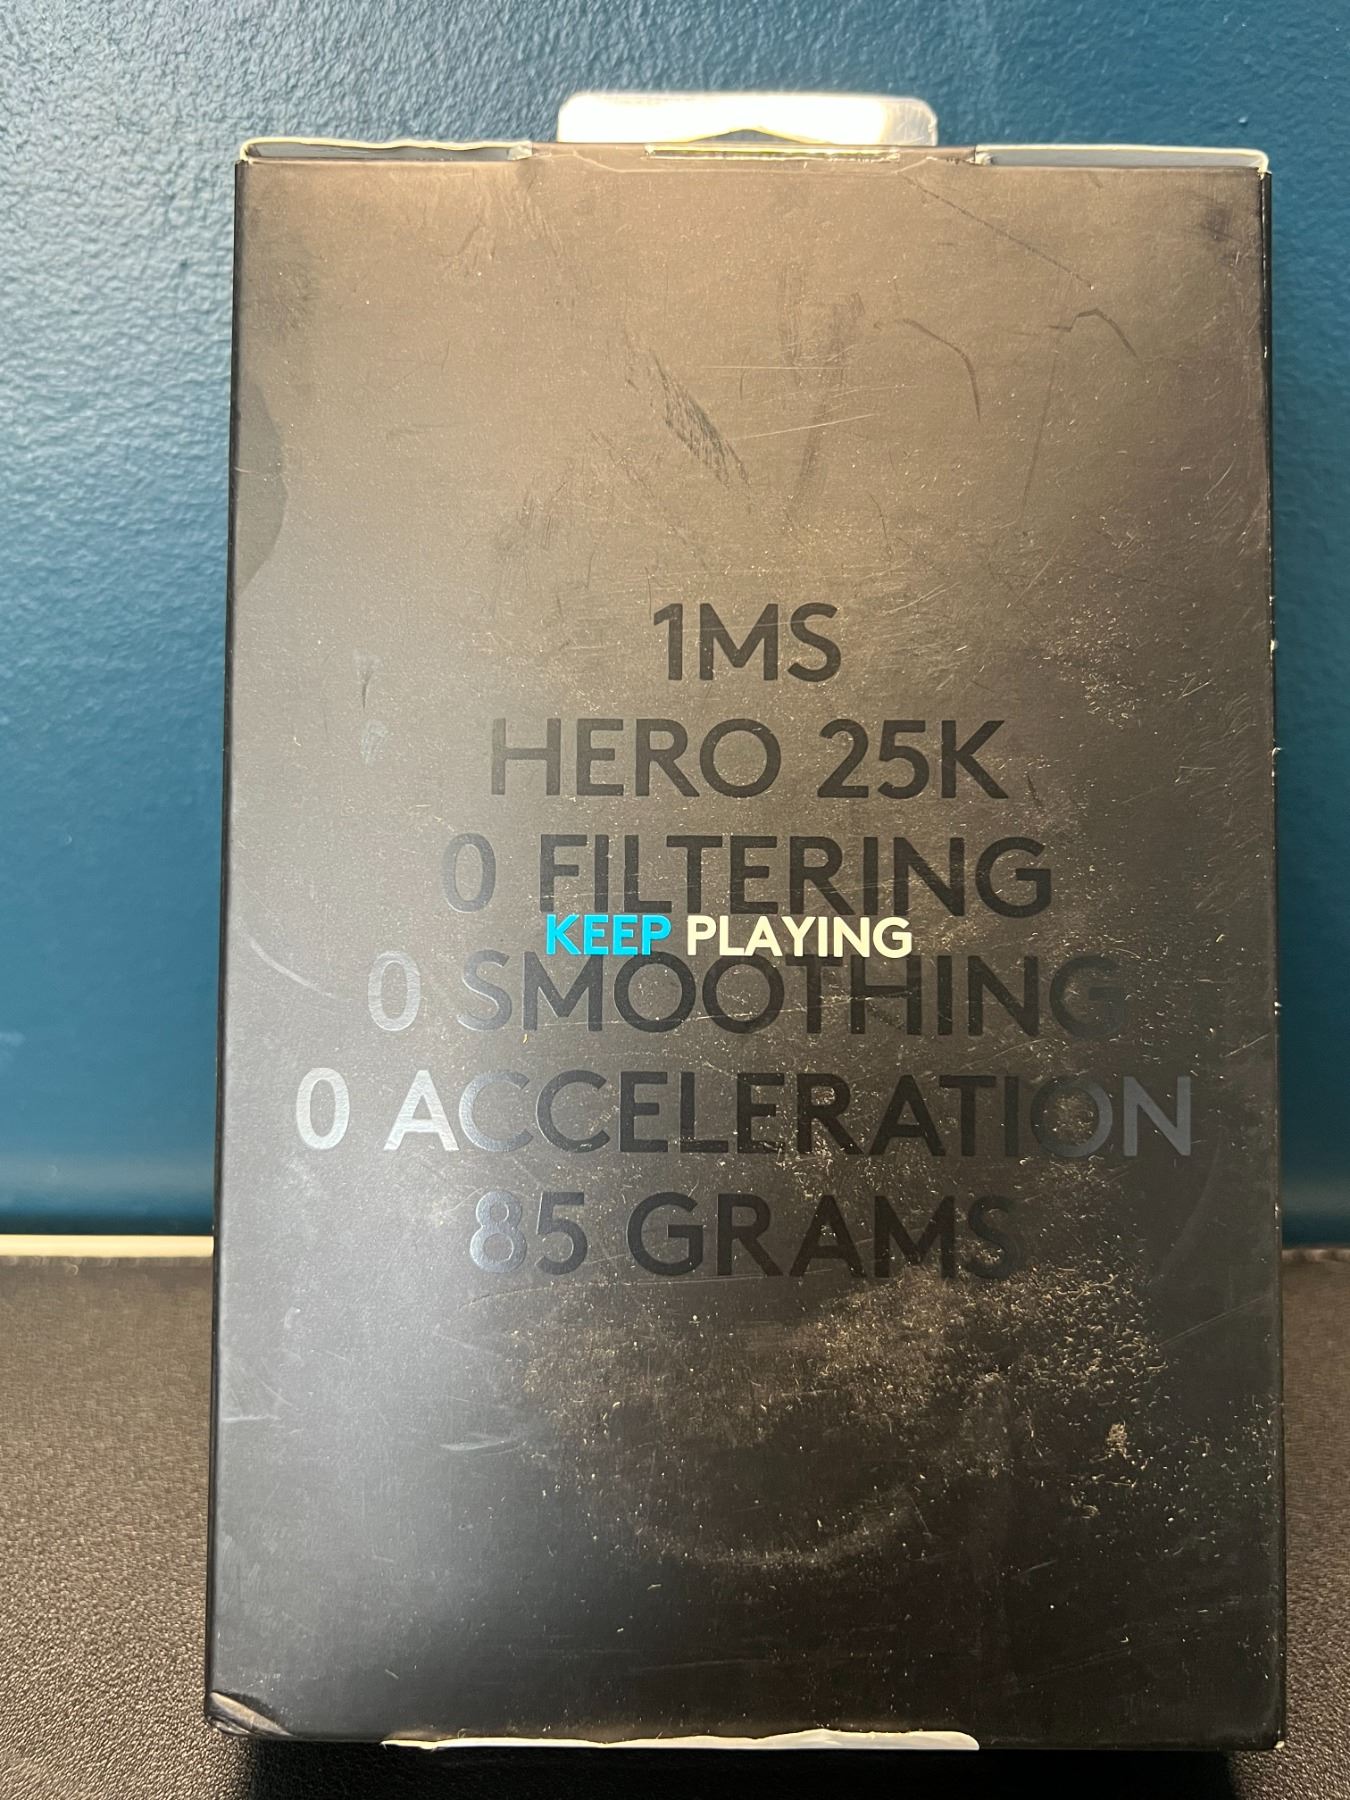 1MS
HERO 25K
0 FILTERING
KEEP PLAYING
0 SMOOTHING
0 ACCELERATION
85 GRAMS